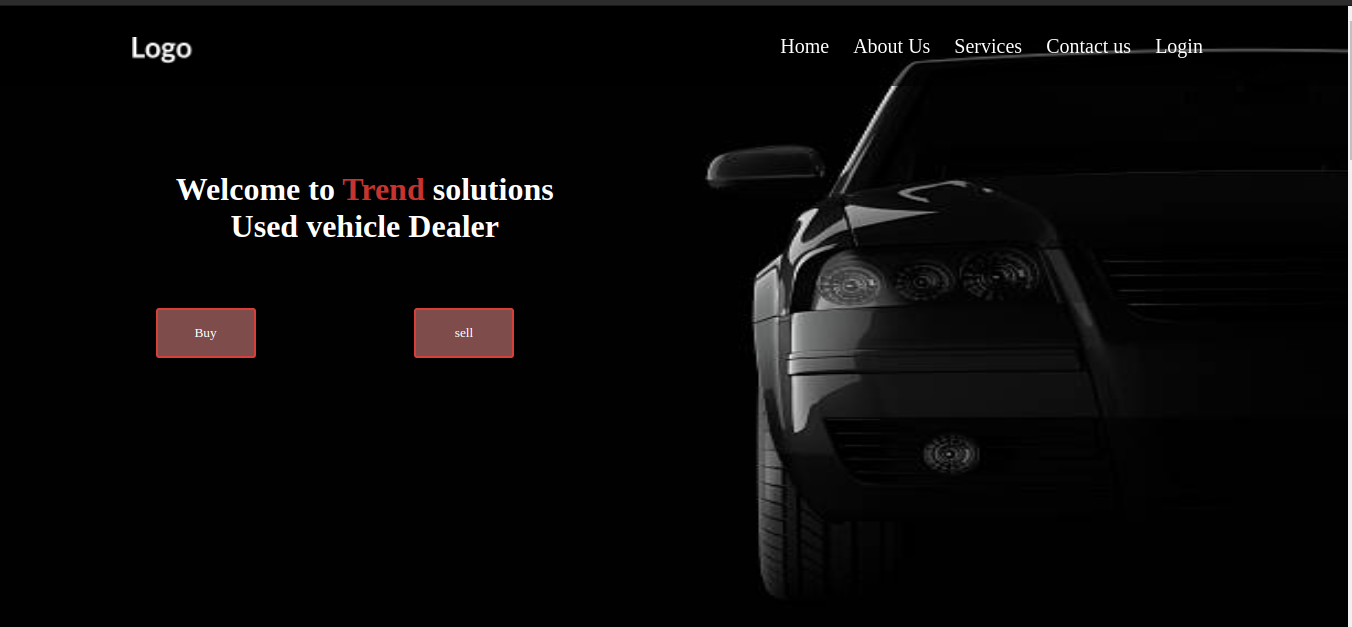 Logo
Home About Us Services Contact us Login
Welcome to Trend solutions
Used vehicle Dealer
Buy sell